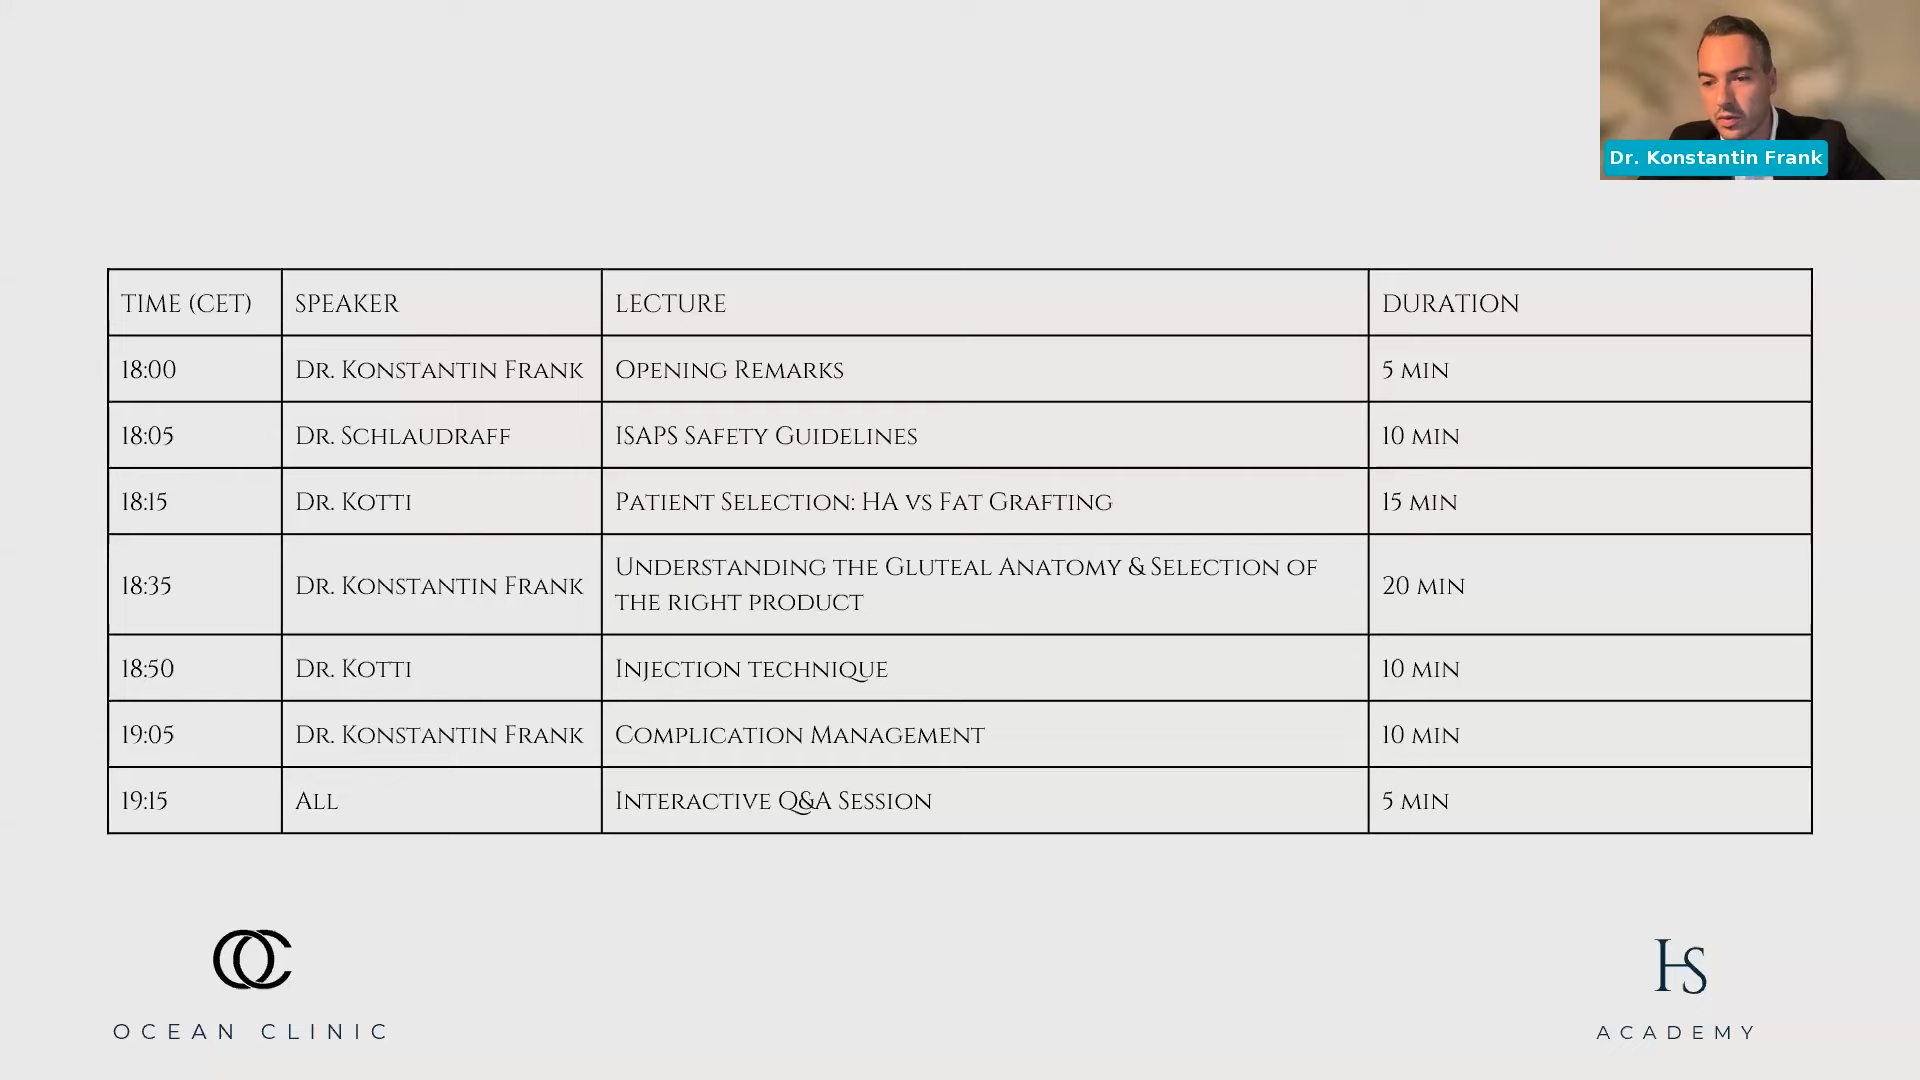 Dr. Konstantin Frank
TIME (CET) SPEAKER LECTURE DURATION
18:00 Dr. Konstantin Frank Opening Remarks 5 min
18:05 Dr. Schlaudraff ISAPS Safety Guidelines 10 min
18:15 Dr. Kotti Patient Selection: HA vs Fat Grafting 15 min
18:35 Dr. Konstantin Frank Understanding the Gluteal Anatomy & Selection of
the right product 20 min
18:50 Dr. Kotti Injection technique 10 min
19:05 Dr. Konstantin Frank Complication Management 10 min
19:15 All Interactive Q&A Session 5 min
OC
OCEAN CLINIC
HS
ACADEMY